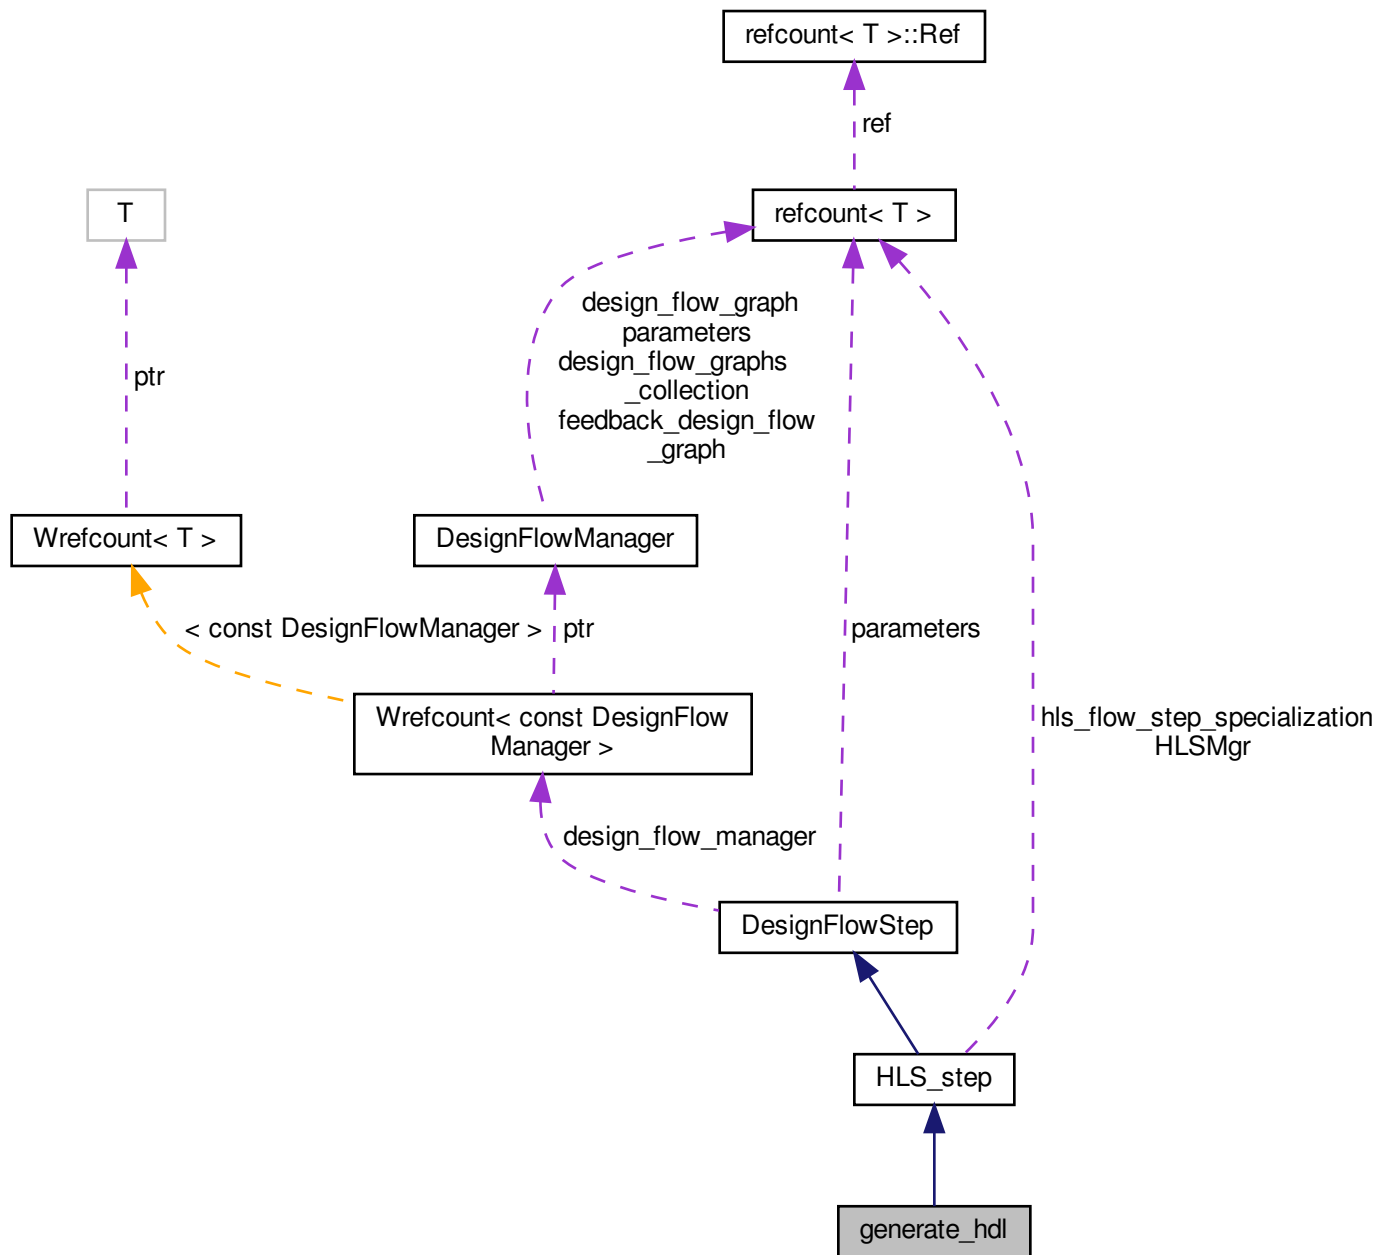 refcount< T >::Ref
ref
T
refcount< T >
design_flow_graph
parameters
design_flow_graphs
_collection
feedback_design_flow
_graph
ptr
Wrefcount< T >
DesignFlowManager
< const DesignFlowManager >
ptr
parameters
Wrefcount< const DesignFlow
Manager >
hls_flow_step_specialization
HLSMgr
design_flow_manager
DesignFlowStep
HLS_step
generate_hdl